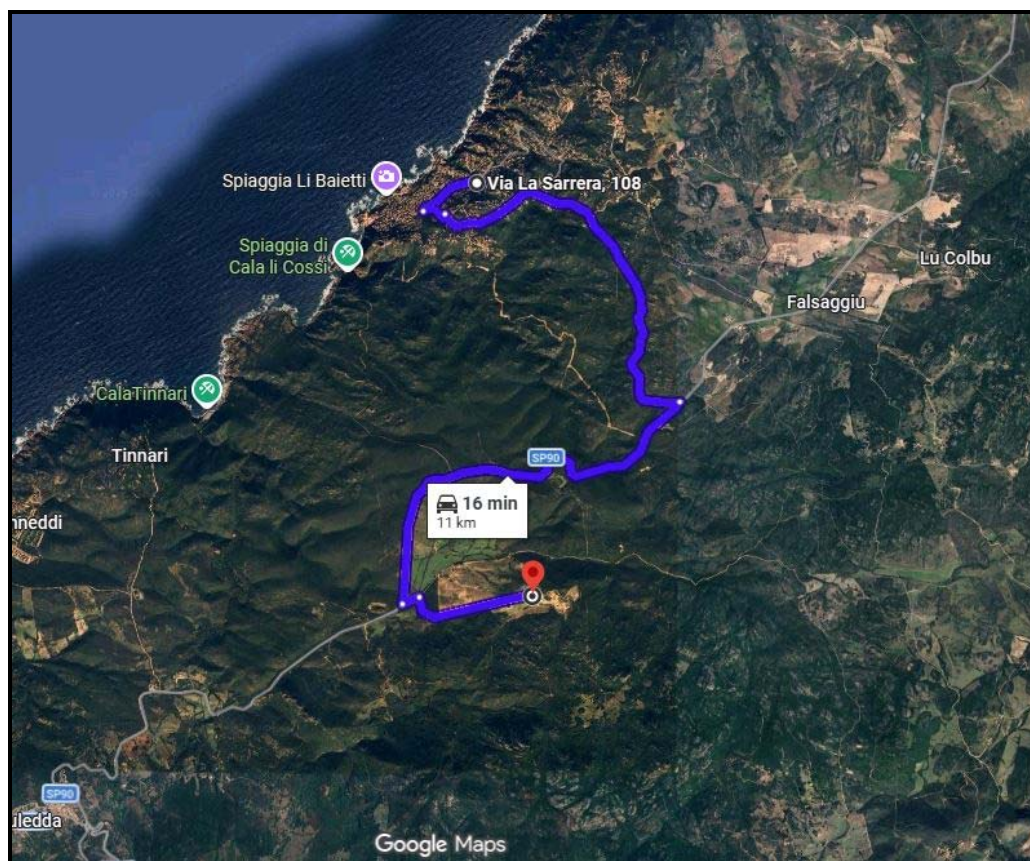 Spiaggia Li Baietti
Via La Sarrera, 108
Spiaggia di
Cala li Cossi
Lu Colbu
Falsaggiu
CalaTinnari
Tinnari
SP90
16 min
11 km
nneddi
SP90
uledda
Google Maps